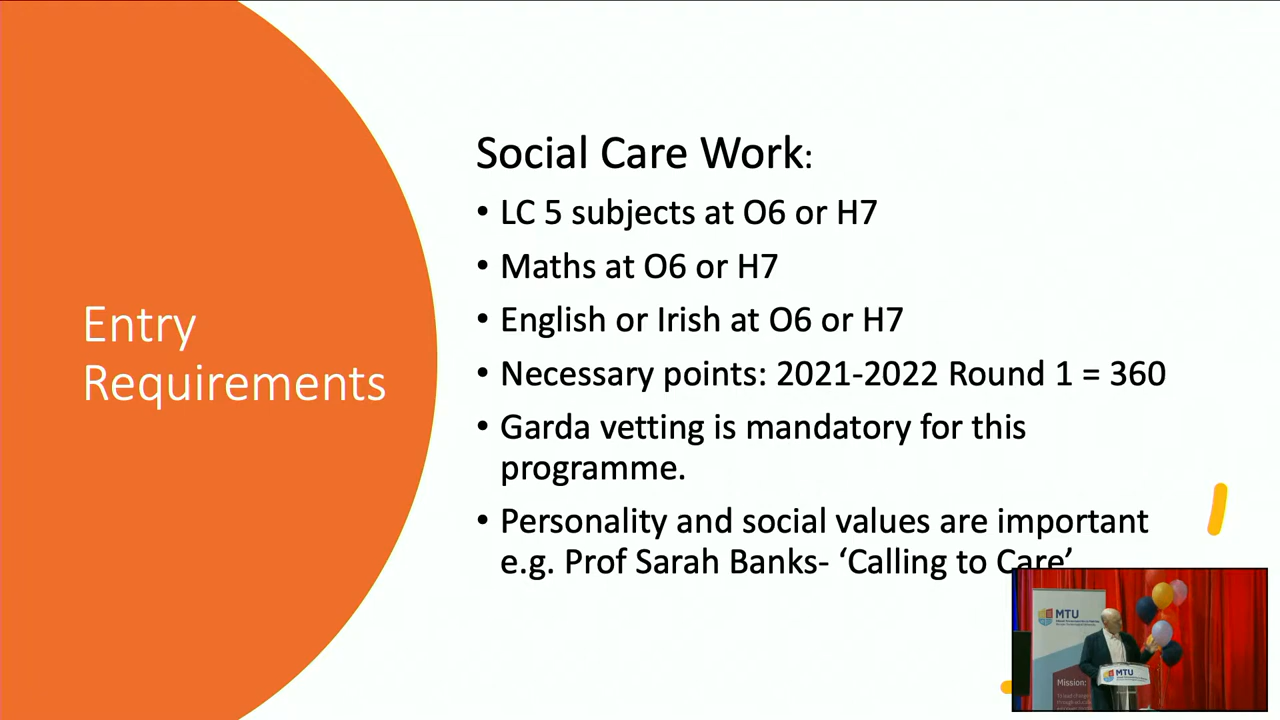 Entry
Requirements
Social Care Work:
• LC 5 subjects at O6 or H7
• Maths at O6 or H7
• English or Irish at O6 or H7
• Necessary points: 2021-2022 Round 1 = 360
• Garda vetting is mandatory for this
programme.
• Personality and social values are important
e.g. Prof Sarah Banks- ‘Calling to Care’
MTU
MTU
Mission: